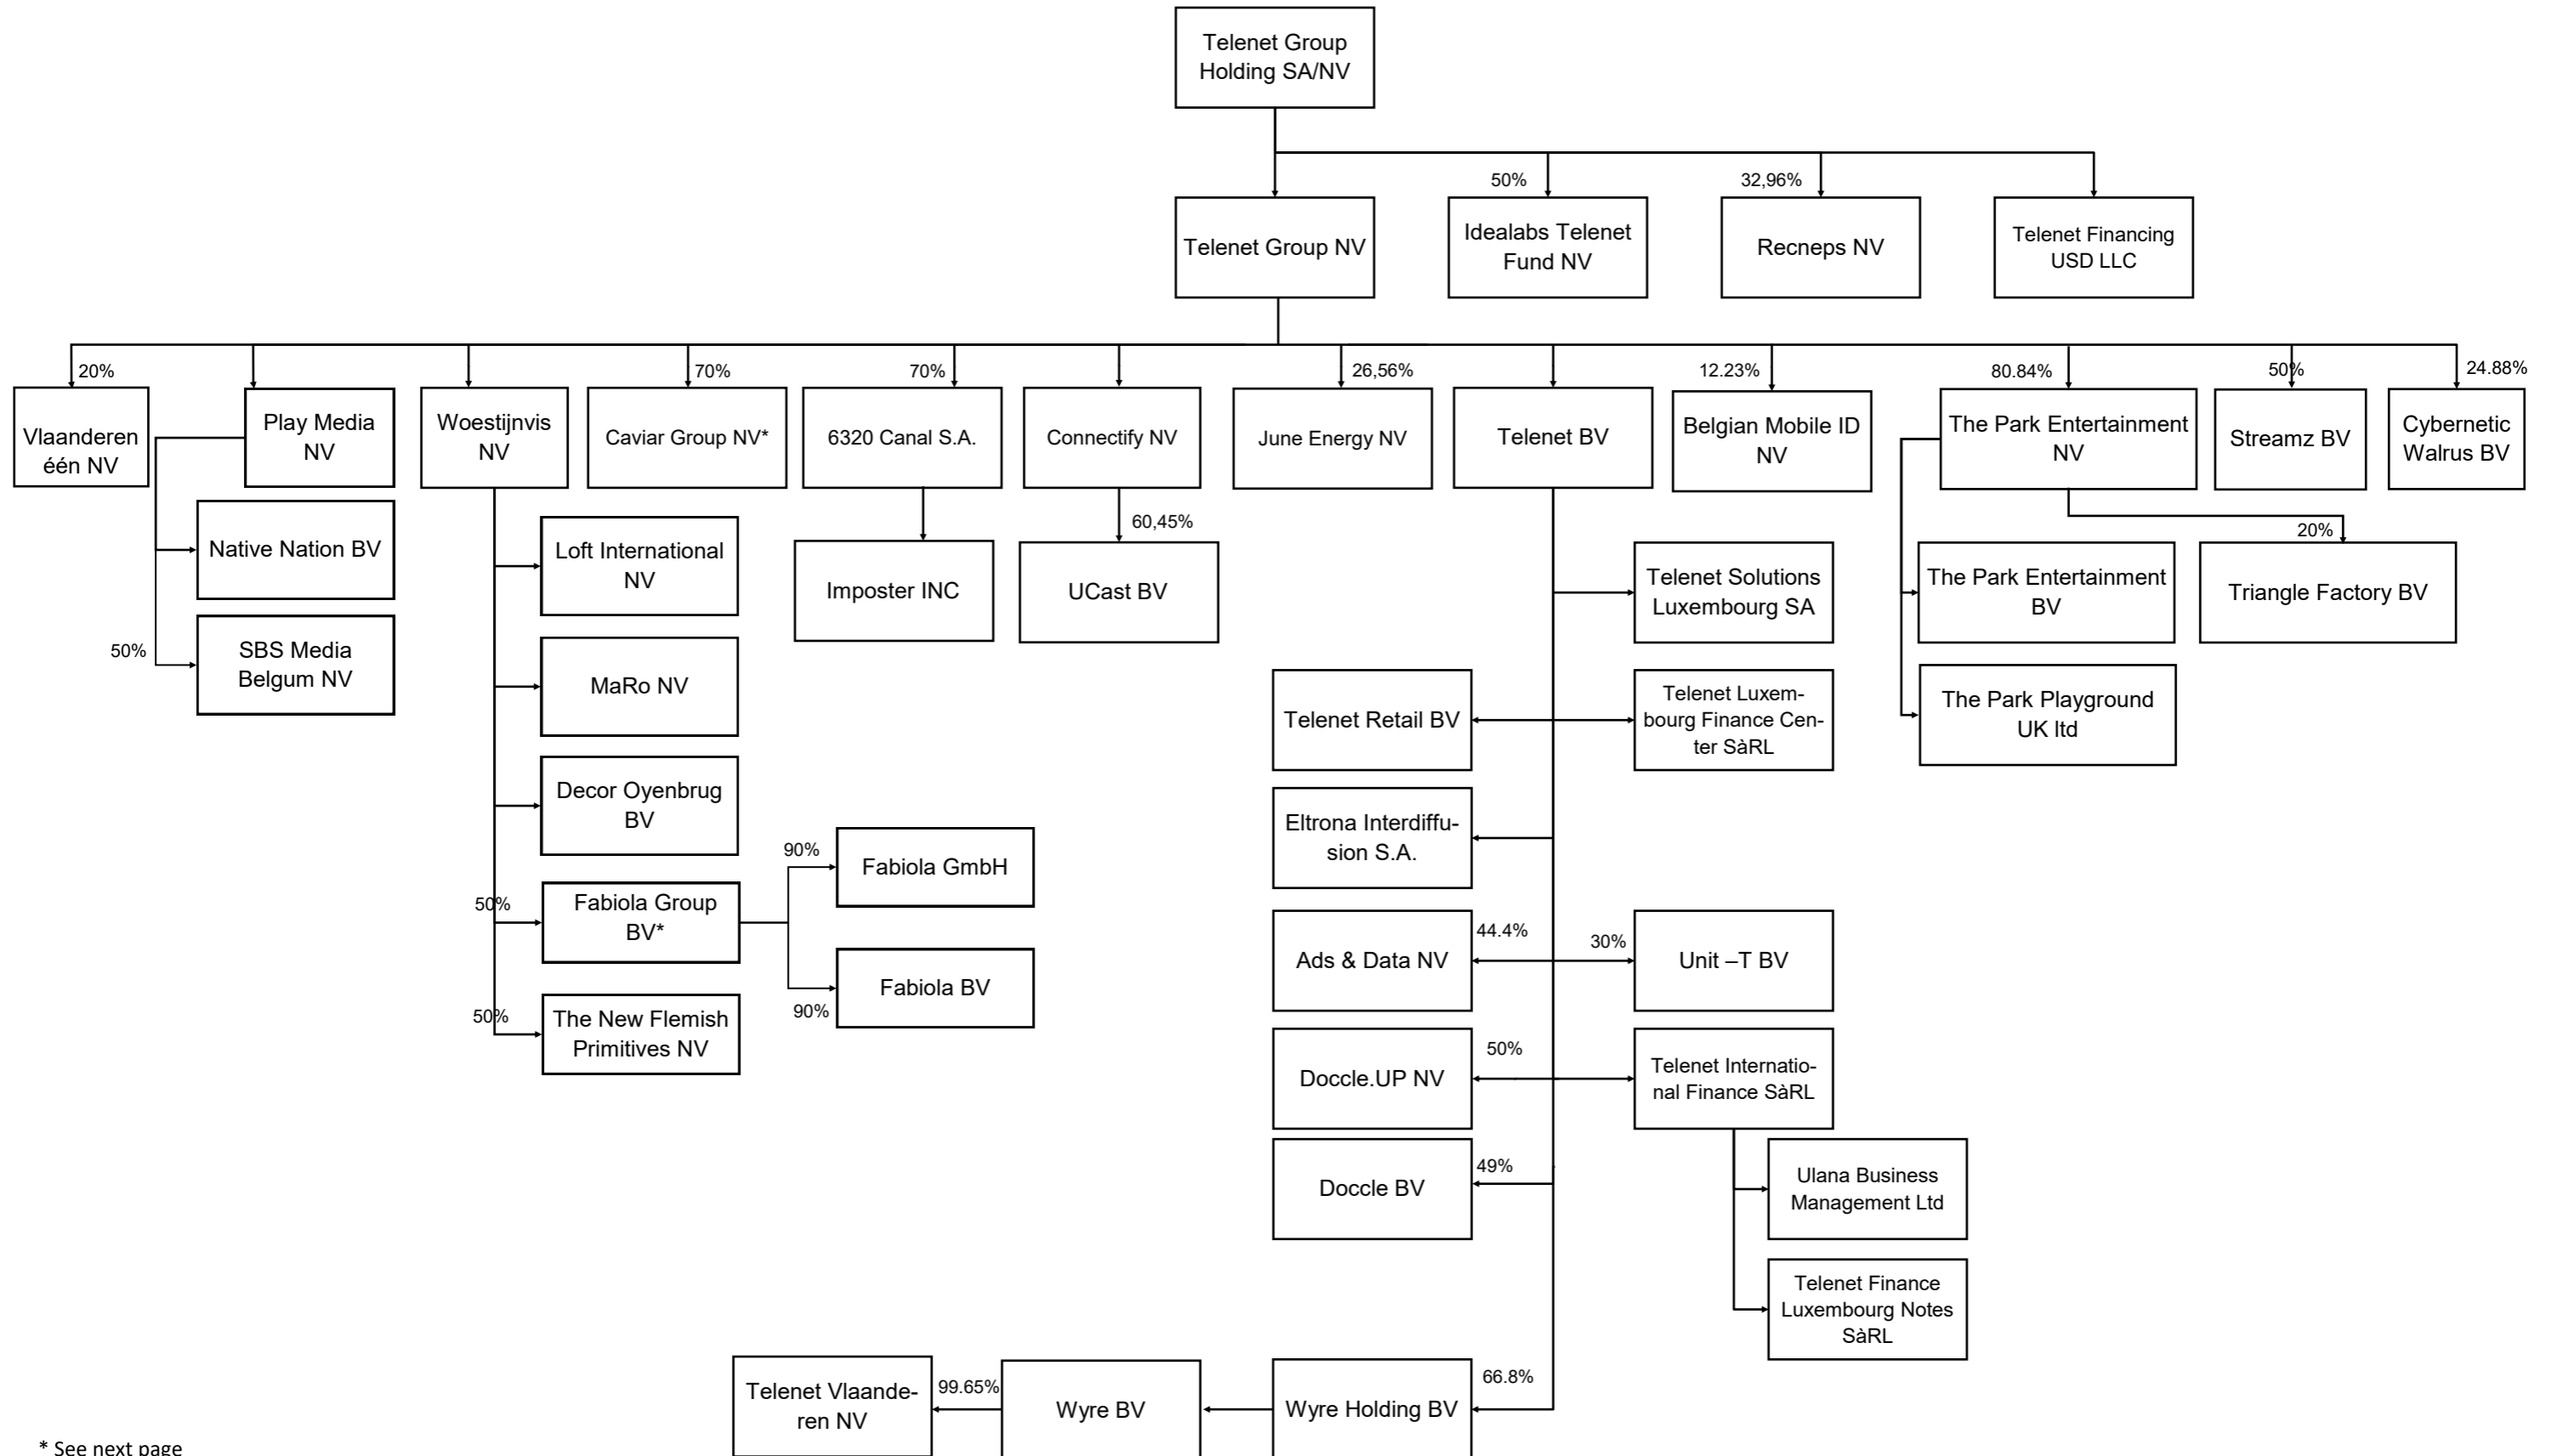 Telenet Group
Holding SA/NV
50%
32,96%
Telenet Group NV
Idealabs Telenet
Fund NV
Recneps NV
Telenet Financing
USD LLC
20%
70%
70%
26,56%
12.23%
80.84%
50%
24.88%
Vlaanderen
één NV
Play Media
NV
Woestijnvis
NV
Caviar Group NV*
6320 Canal S.A.
Connectify NV
June Energy NV
Telenet BV
Belgian Mobile ID
NV
The Park Entertainment
NV
Streamz BV
Cybernetic
Walrus BV
60,45%
20%
Native Nation BV
Loft International
NV
Imposter INC
UCast BV
Telenet Solutions
Luxembourg SA
The Park Entertainment
BV
Triangle Factory BV
50%
SBS Media
Belgum NV
MaRo NV
Telenet Retail BV
Telenet Luxem-
bourg Finance Cen-
ter SàRL
The Park Playground
UK ltd
Decor Oyenbrug
BV
Eltrona Interdiffu-
sion S.A.
90%
Fabiola GmbH
50%
Fabiola Group
BV*
44.4%
30%
Ads & Data NV
Unit –T BV
Fabiola BV
90%
50%
The New Flemish
Primitives NV
50%
Doccle.UP NV
Telenet Internatio-
nal Finance SàRL
49%
Doccle BV
Ulana Business
Management Ltd
Telenet Finance
Luxembourg Notes
SàRL
66.8%
Telenet Vlaande-
ren NV
99.65%
Wyre BV
Wyre Holding BV
* See next page